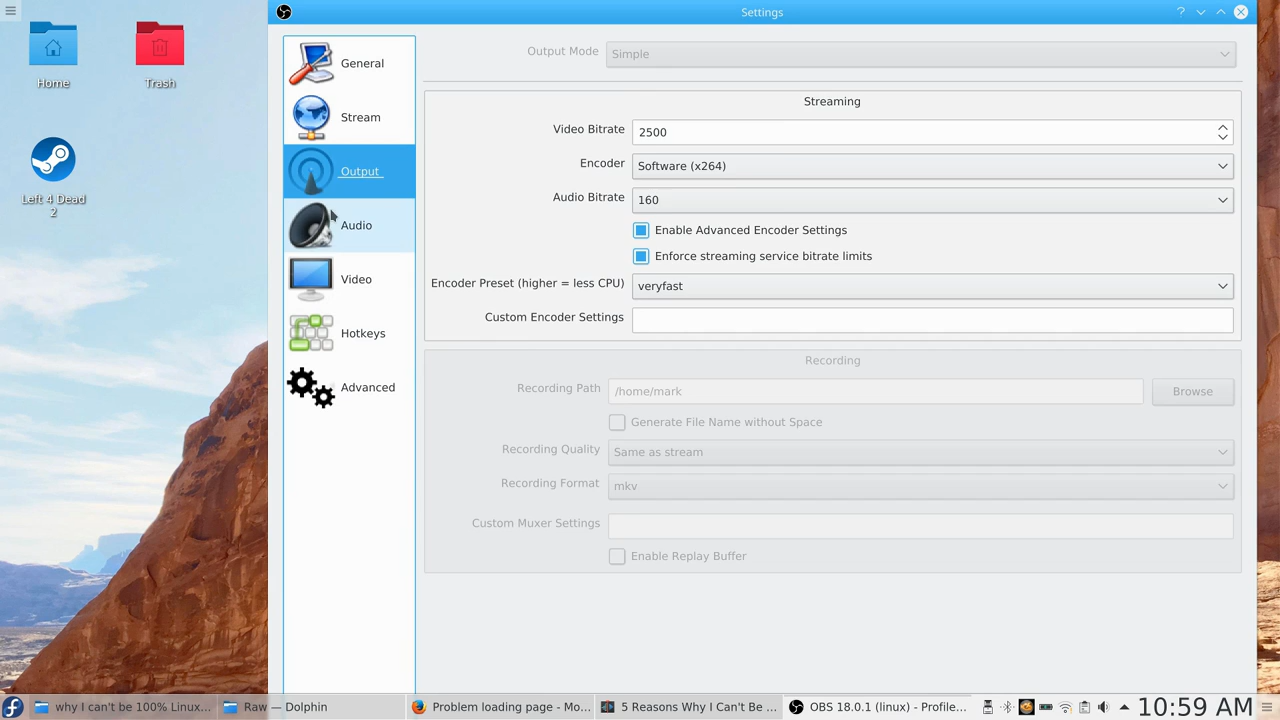 Settings
Home
Trash
Left 4 Dead
2
General
Stream
Output
Audio
Video
Hotkeys
Advanced
Output Mode
Simple
Streaming
Video Bitrate
2500
Encoder
Software (x264)
Audio Bitrate
160
Enable Advanced Encoder Settings
Enforce streaming service bitrate limits
Encoder Preset (higher = less CPU)
veryfast
Custom Encoder Settings
Recording
Recording Path
/home/mark
Browse
Generate File Name without Space
Recording Quality
Same as stream
Recording Format
mkv
Custom Muxer Settings
Enable Replay Buffer
why I can't be 100% Linux...
Raw — Dolphin
Problem loading page - Mo...
5 Reasons Why I Can't Be ...
OBS 18.0.1 (linux) - Profile...
10:59 AM